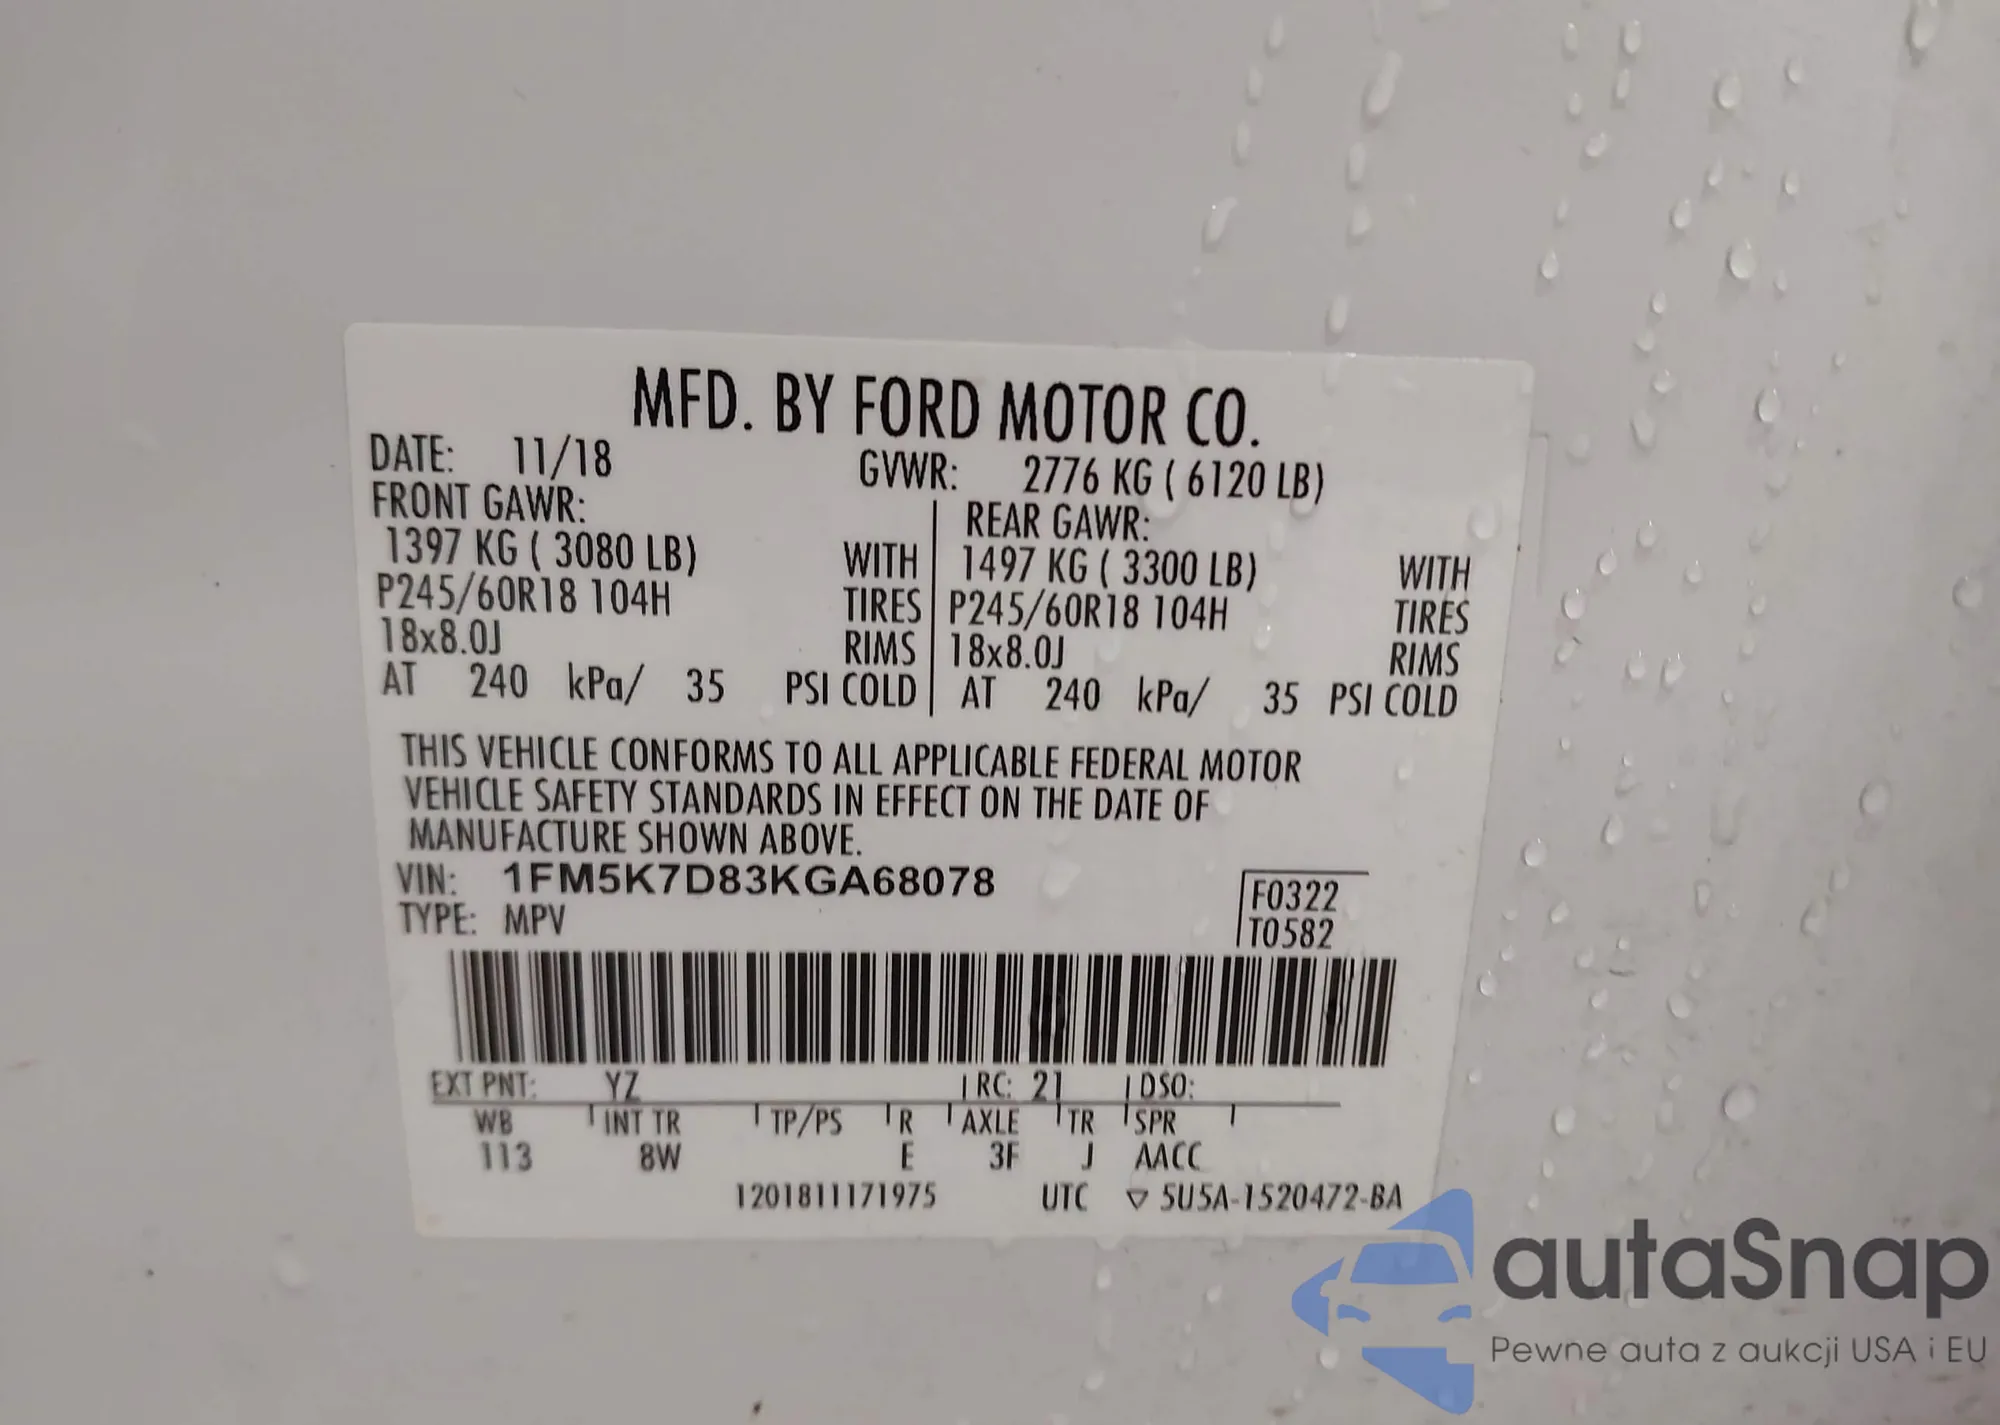 MFD. BY FORD MOTOR CO.
DATE: 11/18 GVWR: 2776 KG ( 6120 LB)
FRONT GAWR: REAR GAWR:
1397 KG ( 3080 LB) WITH 1497 KG ( 3300 LB) WITH
P245/60R18 104H TIRES P245/60R18 104H TIRES
18x8.0J RIMS 18x8.0J RIMS
AT 240 kPa/ 35 PSI COLD AT 240 kPa/ 35 PSI COLD
THIS VEHICLE CONFORMS TO ALL APPLICABLE FEDERAL MOTOR
VEHICLE SAFETY STANDARDS IN EFFECT ON THE DATE OF
MANUFACTURE SHOWN ABOVE.
VIN: 1FM5K7D83KGA68078
TYPE: MPV
F0322
T0582
EXT PNT: YZ RC: 21 DSO:
WB INT TR TP/PS R AXLE TR SPR
113 8W E 3F J AACC
1201811171975 UTC ▽ 5U5A-1520472-BA
autaSnap
Pewne auta z aukcji USA i EU